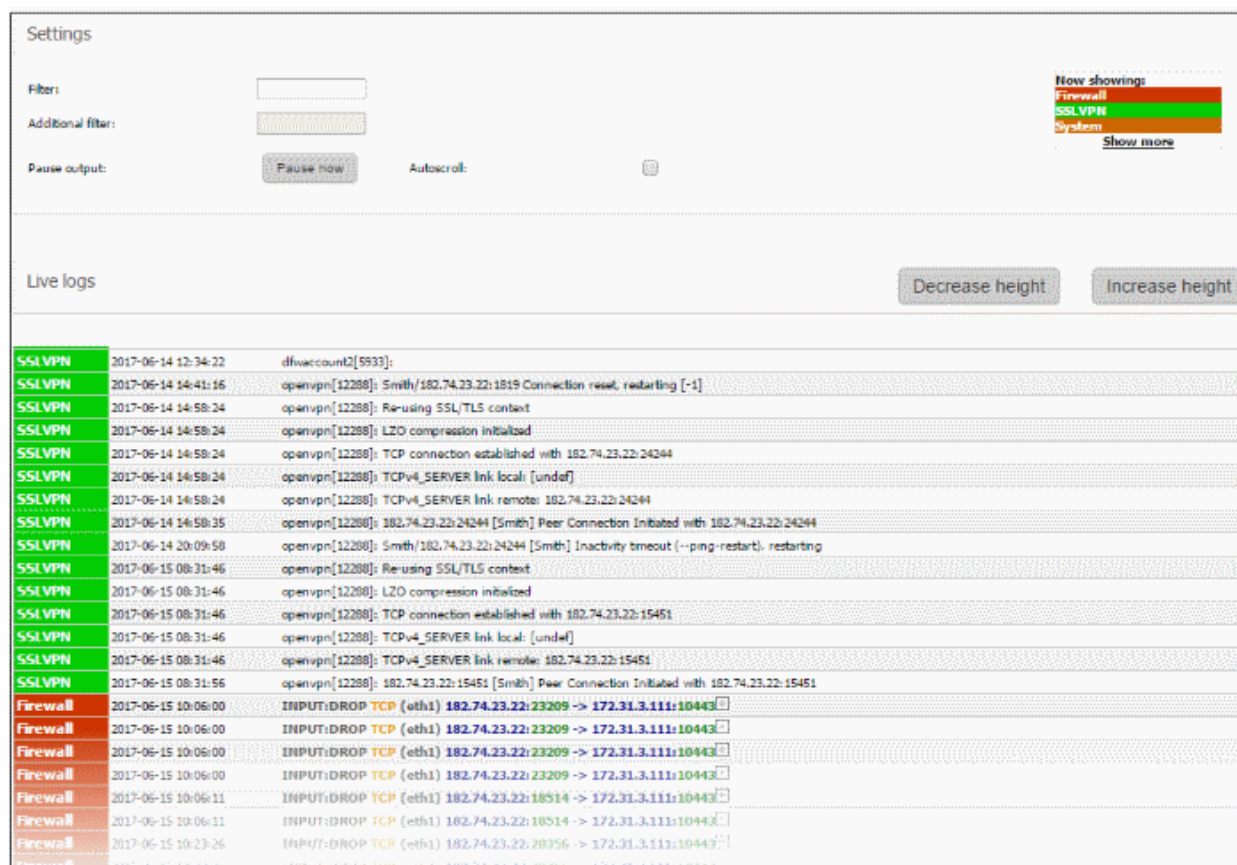 Settings
Filter:
Additional filter:
Pause output: Pause now Autoscroll:
Now showing:
Firewall
SSLVPN
System
Show more
Live logs Decrease height Increase height
SSLVPN 2017-06-14 12:34:22 dfwaccount2[5933]:
SSLVPN 2017-06-14 14:41:16 openvpn[12288]: Smith/182.74.23.22:1819 Connection reset, restarting [-1]
SSLVPN 2017-06-14 14:58:24 openvpn[12288]: Re-using SSL/TLS context
SSLVPN 2017-06-14 14:58:24 openvpn[12288]: LZO compression initialized
SSLVPN 2017-06-14 14:58:24 openvpn[12288]: TCP connection established with 182.74.23.22:24244
SSLVPN 2017-06-14 14:58:24 openvpn[12288]: TCPv4_SERVER link local: [undef]
SSLVPN 2017-06-14 14:58:24 openvpn[12288]: TCPv4_SERVER link remote: 182.74.23.22:24244
SSLVPN 2017-06-14 14:58:35 openvpn[12288]: 182.74.23.22:24244 [Smith] Peer Connection Initiated with 182.74.23.22:24244
SSLVPN 2017-06-14 20:09:58 openvpn[12288]: Smith/182.74.23.22:24244 [Smith] Inactivity timeout (--ping-restart), restarting
SSLVPN 2017-06-15 08:31:46 openvpn[12288]: Re-using SSL/TLS context
SSLVPN 2017-06-15 08:31:46 openvpn[12288]: LZO compression initialized
SSLVPN 2017-06-15 08:31:46 openvpn[12288]: TCP connection established with 182.74.23.22:15451
SSLVPN 2017-06-15 08:31:46 openvpn[12288]: TCPv4_SERVER link local: [undef]
SSLVPN 2017-06-15 08:31:46 openvpn[12288]: TCPv4_SERVER link remote: 182.74.23.22:15451
SSLVPN 2017-06-15 08:31:56 openvpn[12288]: 182.74.23.22:15451 [Smith] Peer Connection Initiated with 182.74.23.22:15451
Firewall 2017-06-15 10:06:00 INPUT:DROP TCP (eth1) 182.74.23.22:23209 -> 172.31.3.111:10443
Firewall 2017-06-15 10:06:00 INPUT:DROP TCP (eth1) 182.74.23.22:23209 -> 172.31.3.111:10443
Firewall 2017-06-15 10:06:00 INPUT:DROP TCP (eth1) 182.74.23.22:23209 -> 172.31.3.111:10443
Firewall 2017-06-15 10:06:00 INPUT:DROP TCP (eth1) 182.74.23.22:23209 -> 172.31.3.111:10443
Firewall 2017-06-15 10:06:11 INPUT:DROP TCP (eth1) 182.74.23.22:18514 -> 172.31.3.111:10443
Firewall 2017-06-15 10:06:11 INPUT:DROP TCP (eth1) 182.74.23.22:18514 -> 172.31.3.111:10443
Firewall 2017-06-15 10:23:26 INPUT:DROP TCP (eth1) 182.74.23.22:20356 -> 172.31.3.111:10443